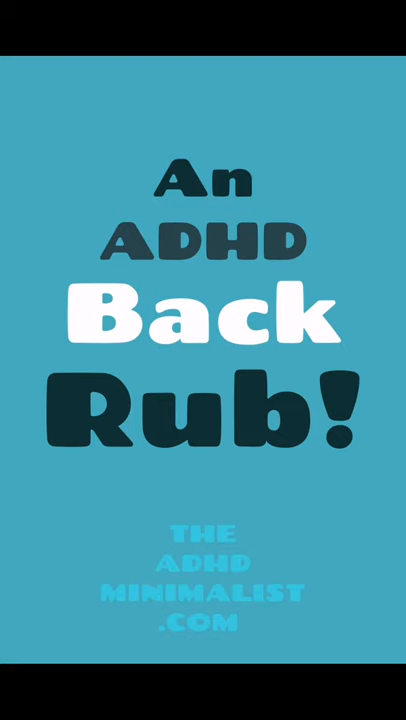 An
ADHD
Back
Rub!
THE
ADHD
MINIMALIST
.COM